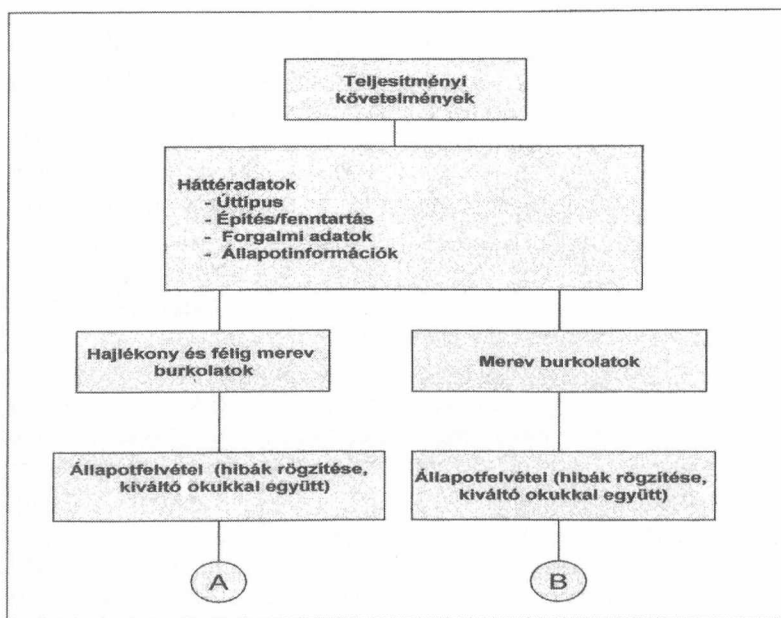 Teljesítményi
követelmények
Háttéradatok
- Úttipus
- Építés/fenntartás
- Forgalmi adatok
- Állapotinformációk
Hajlékony és félig merev
burkolatok
Merev burkolatok
Állapotfelvétel (hibák rögzítése,
kiváltó okukkal együtt)
Állapotfelvétel (hibák rögzítése,
kiváltó okukkal együtt)
A
B